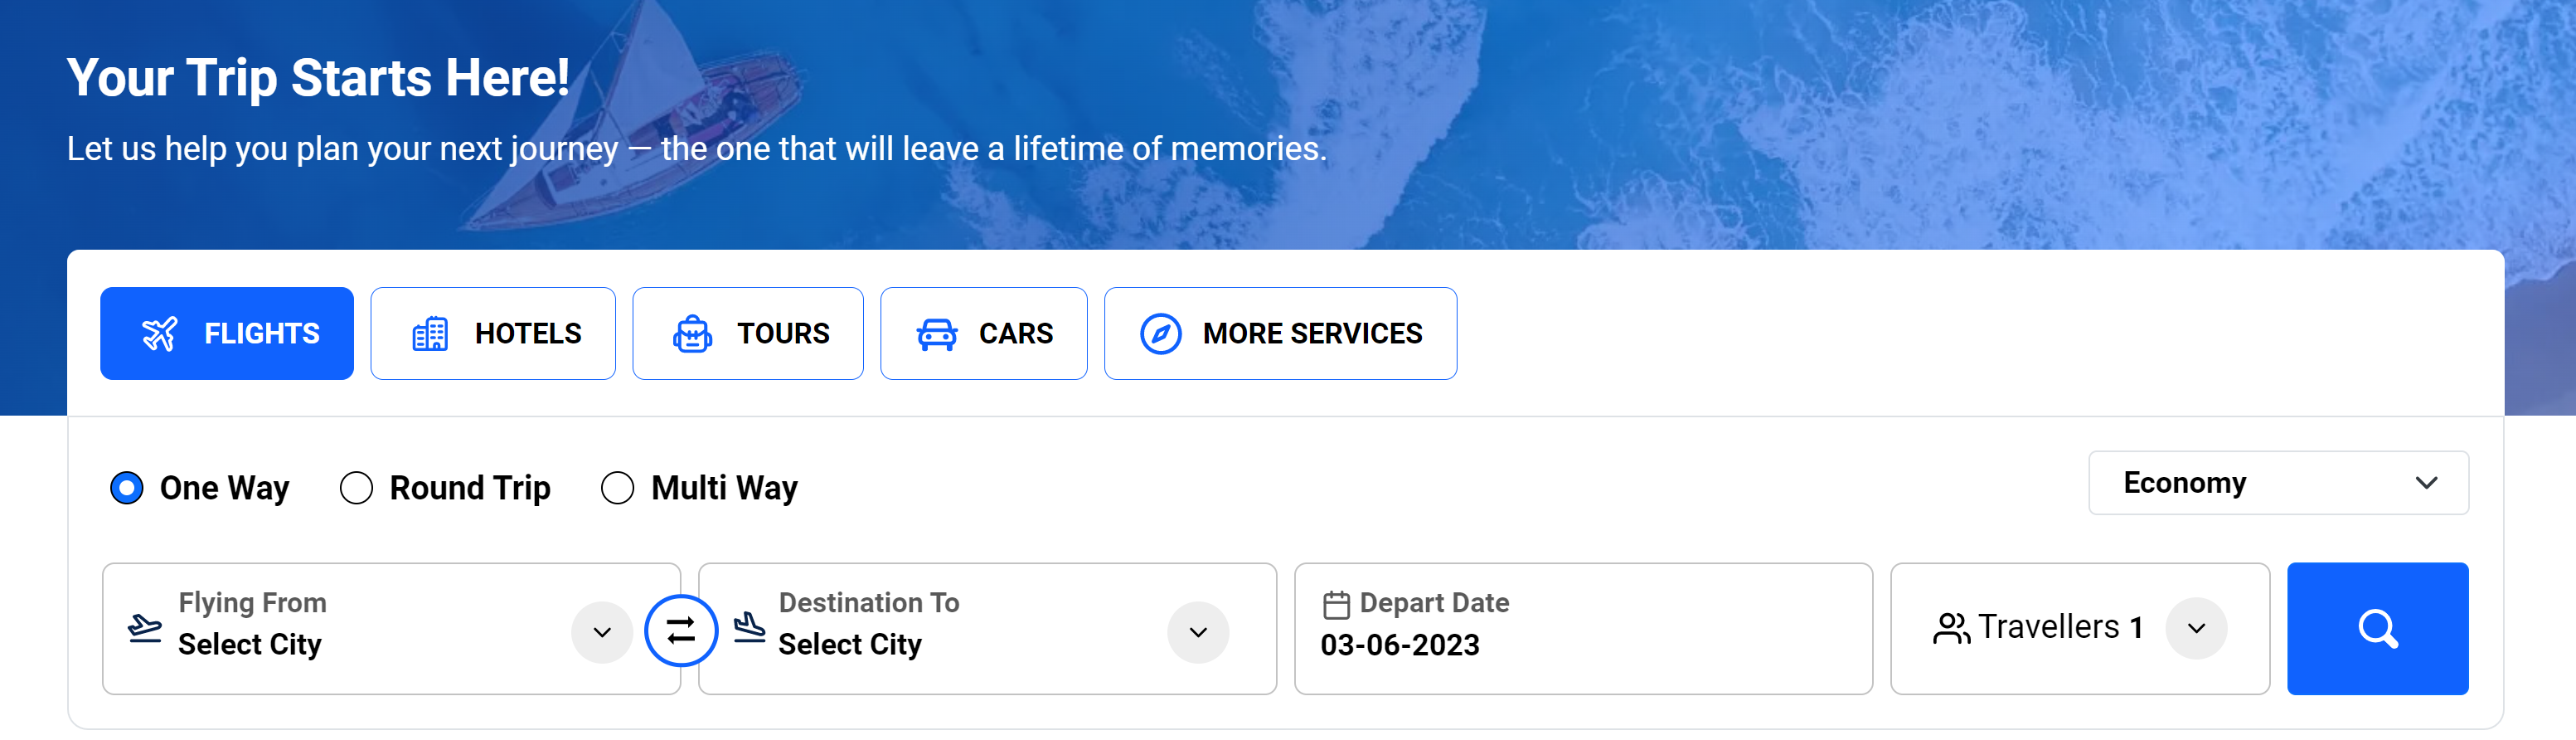 Your Trip Starts Here!
Let us help you plan your next journey — the one that will leave a lifetime of memories.
FLIGHTS HOTELS TOURS CARS MORE SERVICES
One Way Round Trip Multi Way Economy
Flying From Destination To Depart Date
Select City Select City 03-06-2023
Travellers 1